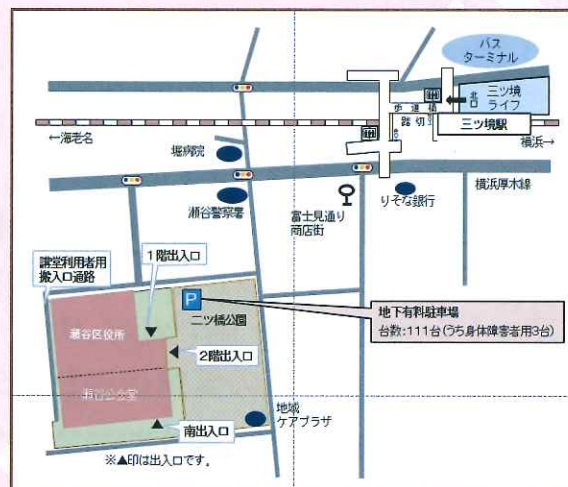 バス
ターミナル
北口
三ツ境
ライフ
歩道橋
踏切
三ツ境駅
←海老名
横浜→
堀病院
横浜厚木線
瀬谷警察署
富士見通り
商店街
りそな銀行
講堂利用者用
搬入口通路
1階出入口
P
二ツ橋公園
地下有料駐車場
台数:111台(うち身体障害者用3台)
瀬谷区役所
2階出入口
瀬谷公会堂
地域
ケアプラザ
南出入口
※▲印は出入口です。